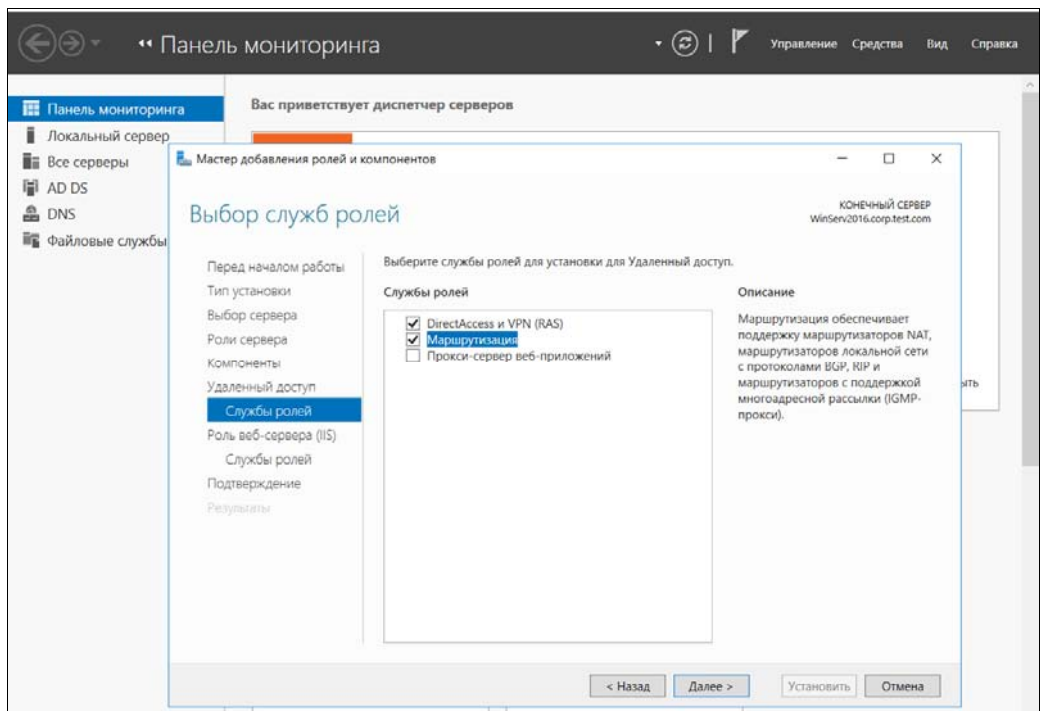 Панель мониторинга
Управление Средства Вид Справка
Панель мониторинга
Локальный сервер
Все серверы
AD DS
DNS
Файловые службы
Вас приветствует диспетчер серверов
Мастер добавления ролей и компонентов
Выбор служб ролей
КОНЕЧНЫЙ СЕРВЕР
WinServ2016.corp.test.com
Перед началом работы
Тип установки
Выбор сервера
Роли сервера
Компоненты
Удаленный доступ
Службы ролей
Роль веб-сервера (IIS)
Службы ролей
Подтверждение
Результаты
Выберите службы ролей для установки для Удаленный доступ.
Службы ролей
DirectAccess и VPN (RAS)
Маршрутизация
Прокси-сервер веб-приложений
Описание
Маршрутизация обеспечивает
поддержку маршрутизаторов NAT,
маршрутизаторов локальной сети
с протоколами BGP, RIP и
маршрутизаторов с поддержкой
многоадресной рассылки (IGMP-
прокси).
< Назад Далее > Установить Отмена